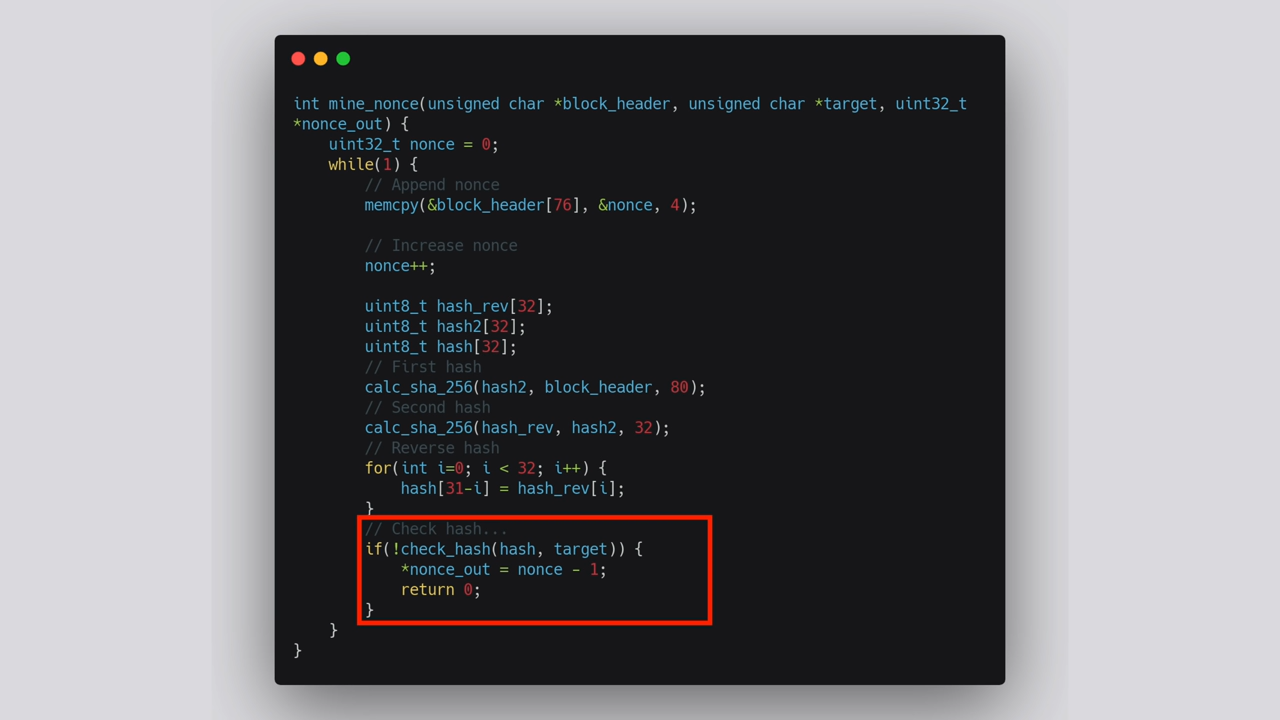 int mine_nonce(unsigned char *block_header, unsigned char *target, uint32_t
*nonce_out) {
    uint32_t nonce = 0;
    while(1) {
        // Append nonce
        memcpy(&block_header[76], &nonce, 4);

        // Increase nonce
        nonce++;

        uint8_t hash_rev[32];
        uint8_t hash2[32];
        uint8_t hash[32];
        // First hash
        calc_sha_256(hash2, block_header, 80);
        // Second hash
        calc_sha_256(hash_rev, hash2, 32);
        // Reverse hash
        for(int i=0; i < 32; i++) {
            hash[31-i] = hash_rev[i];
        }
        // Check hash...
        if(!check_hash(hash, target)) {
            *nonce_out = nonce - 1;
            return 0;
        }
    }
}